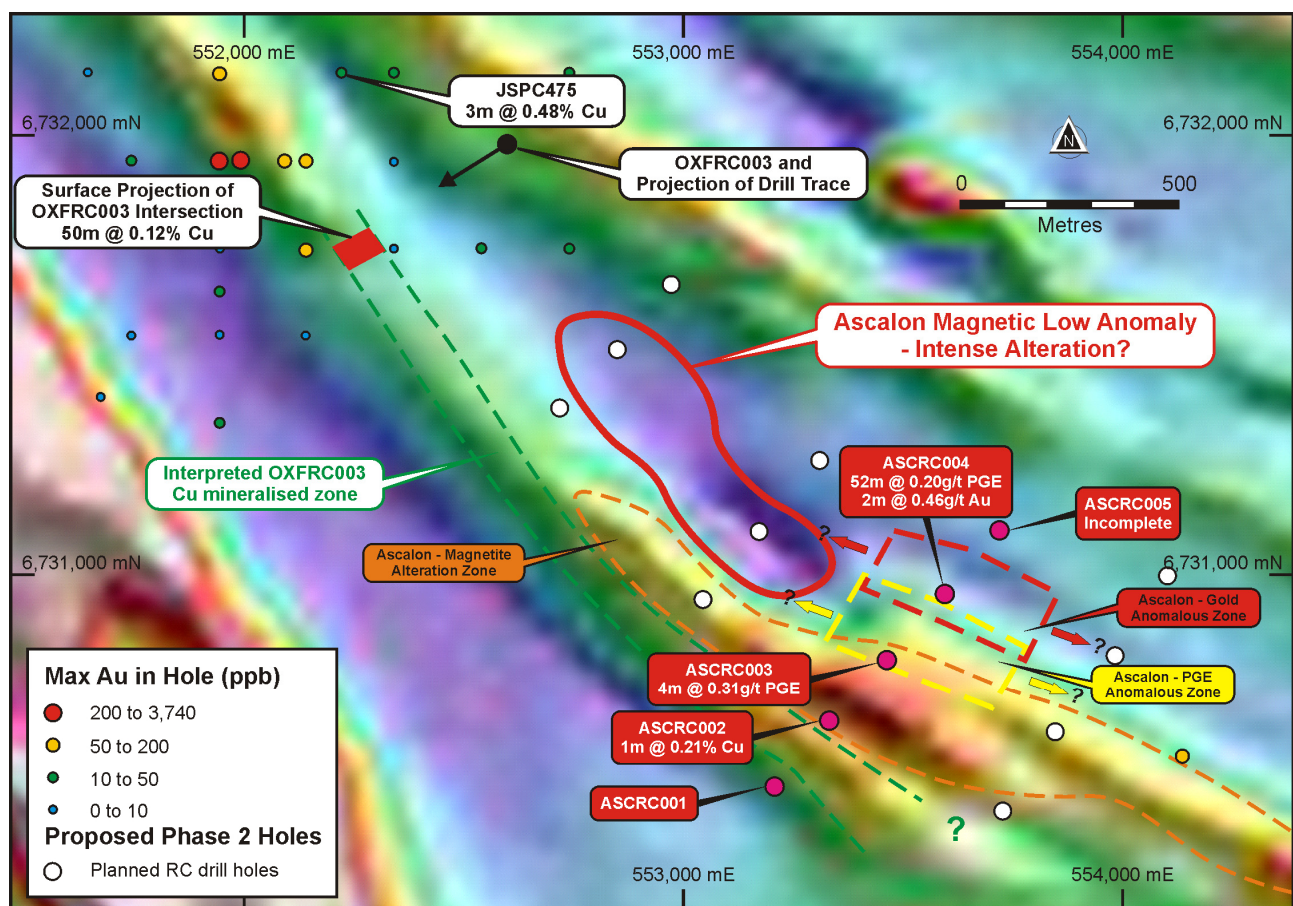 552,000 mE
553,000 mE
554,000 mE
JSPC475
3m @ 0.48% Cu
6,732,000 mN
6,732,000 mN
N
OXFRC003 and
Projection of Drill Trace
0
500
Metres
Surface Projection of
OXFRC003 Intersection
50m @ 0.12% Cu
Ascalon Magnetic Low Anomaly
- Intense Alteration?
Interpreted OXFRC003
Cu mineralised zone
ASCRC004
52m @ 0.20g/t PGE
2m @ 0.46g/t Au
ASCRC005
Incomplete
?
Ascalon - Magnetite
Alteration Zone
6,731,000 mN
6,731,000 mN
?
Ascalon - Gold
Anomalous Zone
?
ASCRC003
4m @ 0.31g/t PGE
Ascalon - PGE
Anomalous Zone
?
ASCRC002
1m @ 0.21% Cu
ASCRC001
?
Max Au in Hole (ppb)
200 to 3,740
50 to 200
10 to 50
0 to 10
Proposed Phase 2 Holes
Planned RC drill holes
553,000 mE
554,000 mE